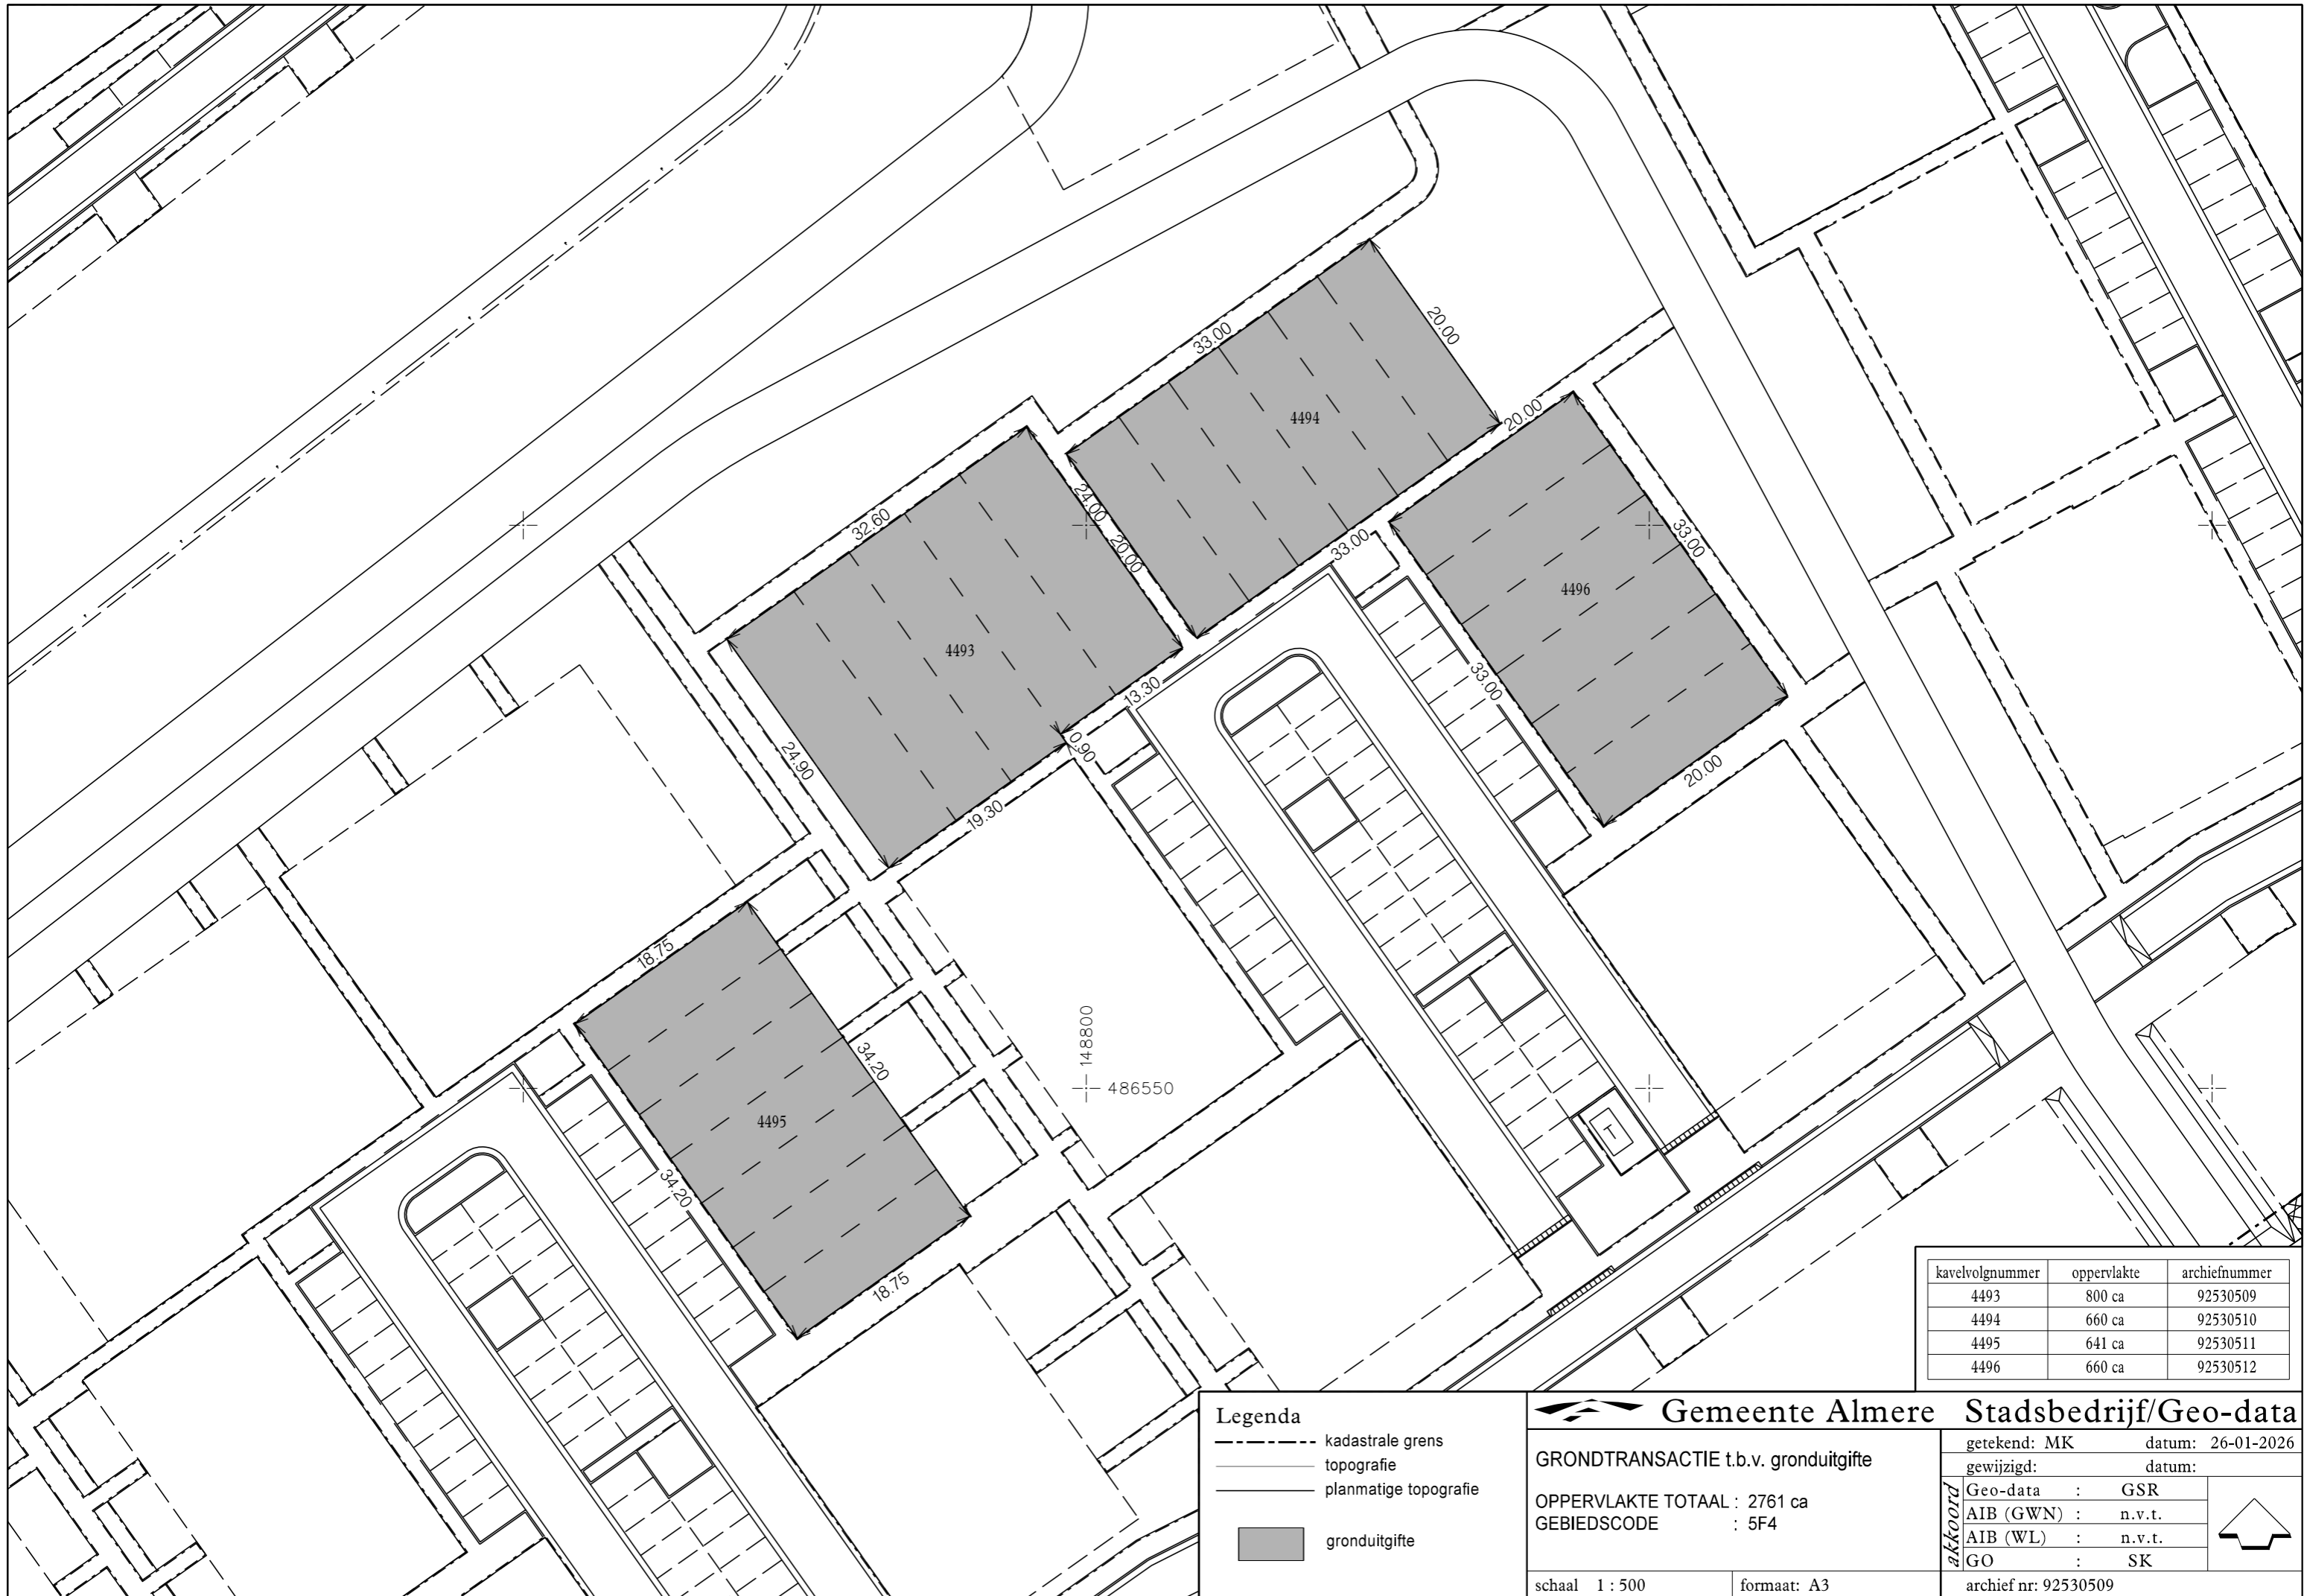 33.00
20.00
4494
20.00
24.00
20.00
32.60
33.00
33.00
4496
4493
33.00
13.30
0.90
24.90
20.00
19.30
18.75
148800
486550
34.20
4495
34.20
18.75
T
kavelvolgnummer oppervlakte archiefnummer
4493 800 ca 92530509
4494 660 ca 92530510
4495 641 ca 92530511
4496 660 ca 92530512
Legenda
kadastrale grens
topografie
planmatige topografie
gronduitgifte
Gemeente Almere Stadsbedrijf/Geo-data
GRONDTRANSACTIE t.b.v. gronduitgifte
OPPERVLAKTE TOTAAL : 2761 ca
GEBIEDSCODE : 5F4
schaal 1 : 500 formaat: A3
getekend: MK datum: 26-01-2026
gewijzigd: datum:
akkoord
Geo-data : GSR
AIB (GWN) : n.v.t.
AIB (WL) : n.v.t.
GO : SK
archief nr: 92530509